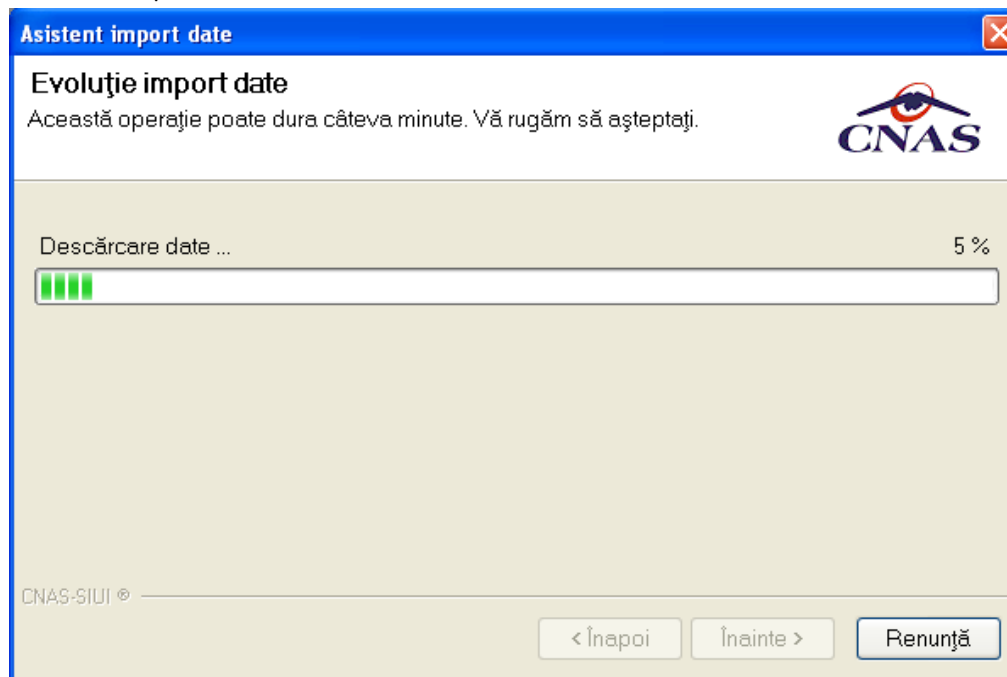 Asistent import date
Evoluţie import date
Această operaţie poate dura câteva minute. Vă rugăm să aşteptaţi.
CNAS
Descărcare date ... 5 %
CNAS-SIUI ®
< Înapoi Înainte > Renunţă